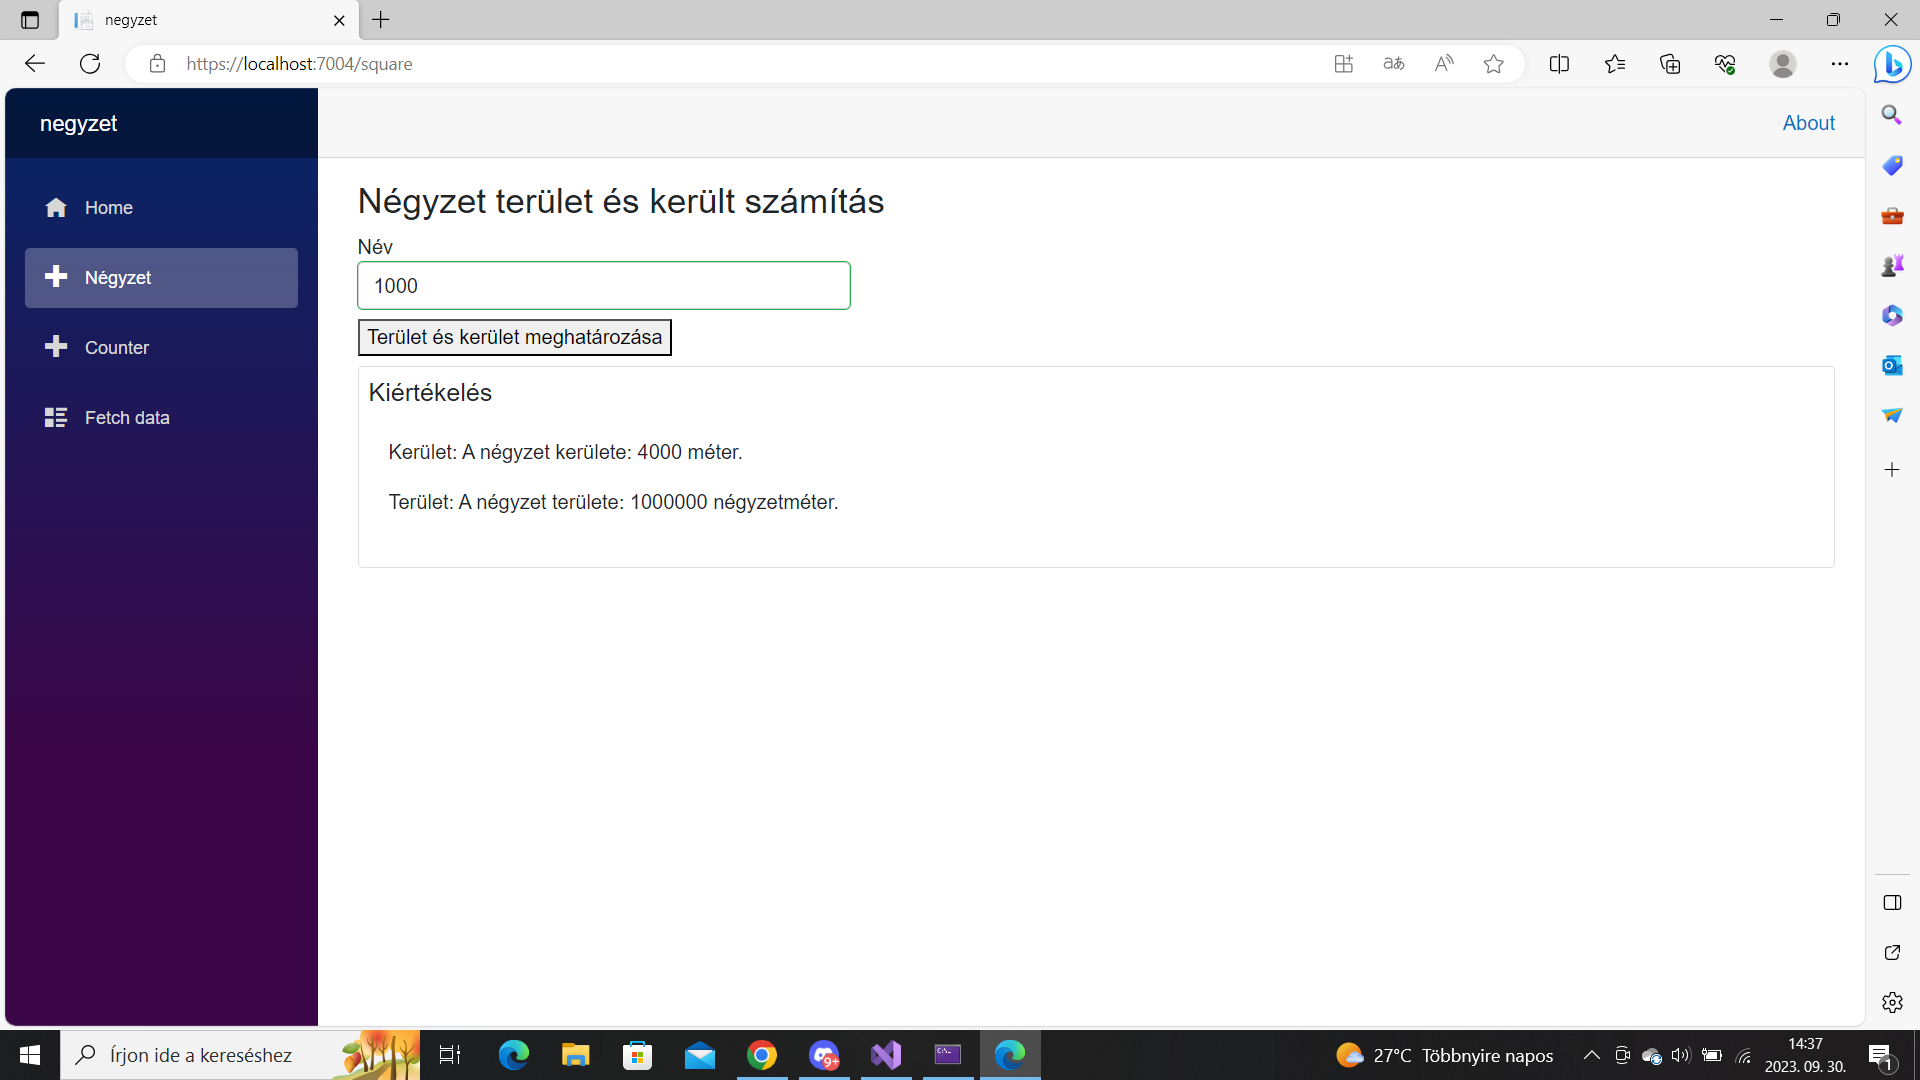 negyzet
https://localhost:7004/square
negyzet
About
Home
Négyzet
Counter
Fetch data
Négyzet terület és került számítás
Név
1000
Terület és kerület meghatározása
Kiértékelés
Kerület: A négyzet kerülete: 4000 méter.
Terület: A négyzet területe: 1000000 négyzetméter.
Írjon ide a kereséshez
9+
27°C Többnyire napos
14:37
2023. 09. 30.
1